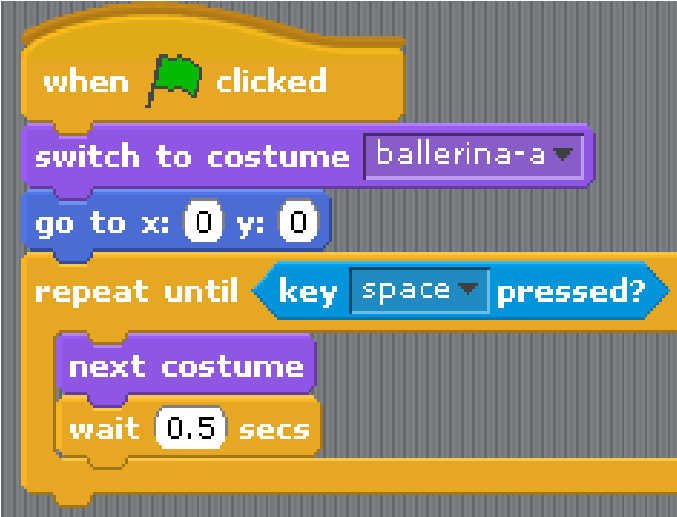 when clicked
switch to costume ballerina-a
go to x: 0 y: 0
repeat until key space pressed?
next costume
wait 0.5 secs